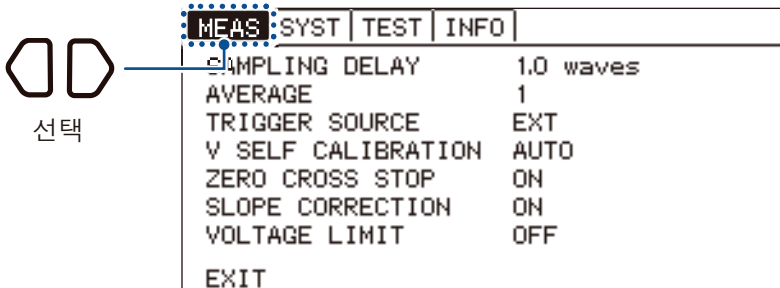 MEAS SYST TEST INFO
선택
SAMPLING DELAY 1.0 waves
AVERAGE 1
TRIGGER SOURCE EXT
V SELF CALIBRATION AUTO
ZERO CROSS STOP ON
SLOPE CORRECTION ON
VOLTAGE LIMIT OFF
EXIT